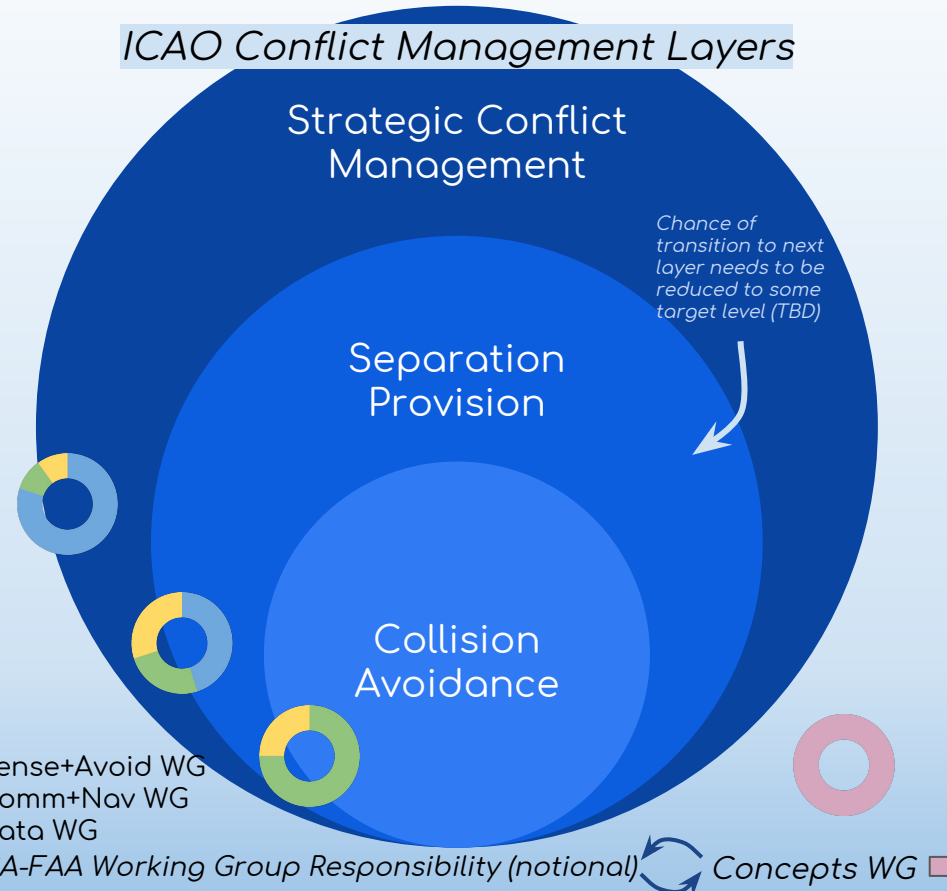 ICAO Conflict Management Layers
Strategic Conflict
Management
Chance of
transition to next
layer needs to be
reduced to some
target level (TBD)
Separation
Provision
Collision
Avoidance
ense+Avoid WG
omm+Nav WG
ata WG
A-FAA Working Group Responsibility (notional)
Concepts WG